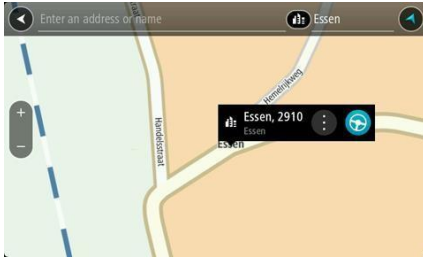 Enter an address or name
Essen
Hemelrijkweg
Handelsstraat
Essen, 2910
Essen
Essen